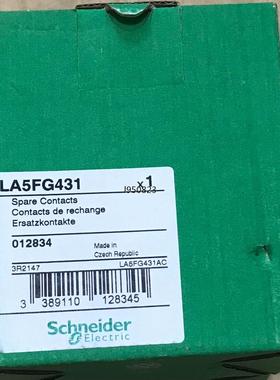 LA5FG431
x1
J950823
Spare Contacts
Contacts de rechange
Ersatzkontakte
012834
Made in
Czech Republic
3R2147
LA5FG431AC
3 389110 128345
Schneider
Electric